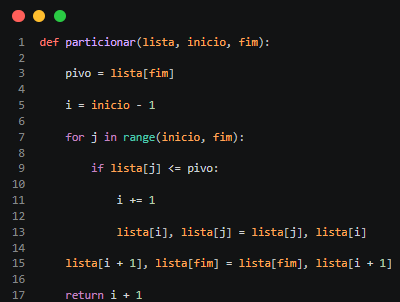 1 def particionar(lista, inicio, fim):
2
3     pivo = lista[fim]
4
5     i = inicio - 1
6
7     for j in range(inicio, fim):
8
9         if lista[j] <= pivo:
10
11             i += 1
12
13             lista[i], lista[j] = lista[j], lista[i]
14
15     lista[i + 1], lista[fim] = lista[fim], lista[i + 1]
16
17     return i + 1